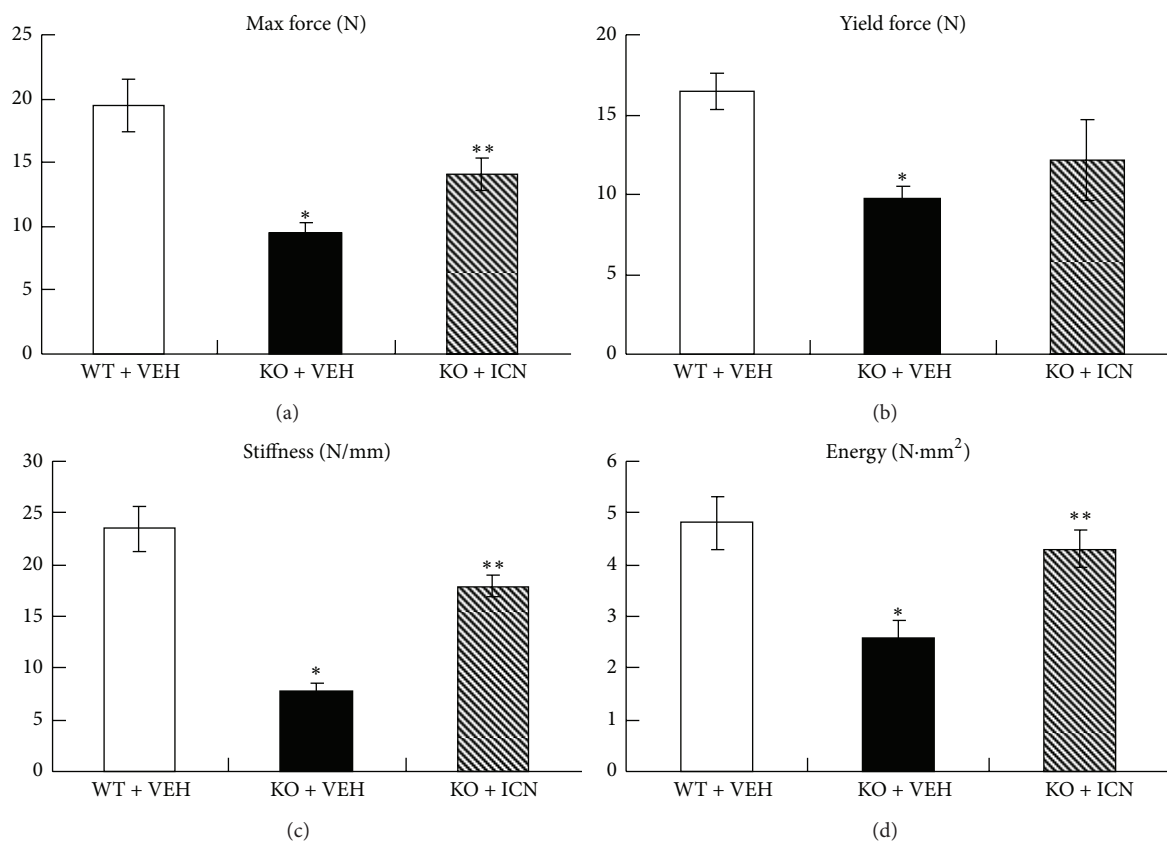 Max force (N)
25
20
15
10
5
0
*
**
WT + VEH KO + VEH KO + ICN
(a)
Yield force (N)
20
15
10
5
0
*
WT + VEH KO + VEH KO + ICN
(b)
Stiffness (N/mm)
30
25
20
15
10
5
0
*
**
WT + VEH KO + VEH KO + ICN
(c)
Energy (N·mm²)
6
5
4
3
2
1
0
*
**
WT + VEH KO + VEH KO + ICN
(d)